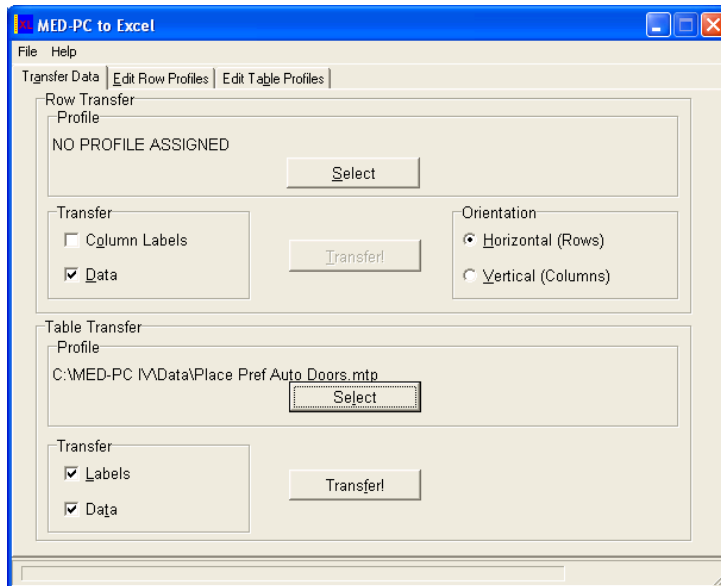 XL MED-PC to Excel
File Help
Transfer Data Edit Row Profiles Edit Table Profiles
Row Transfer
Profile
NO PROFILE ASSIGNED
Select
Transfer
Column Labels
Data
Transfer!
Orientation
Horizontal (Rows)
Vertical (Columns)
Table Transfer
Profile
C:\MED-PC IV\Data\Place Pref Auto Doors.mtp
Select
Transfer
Labels
Data
Transfer!